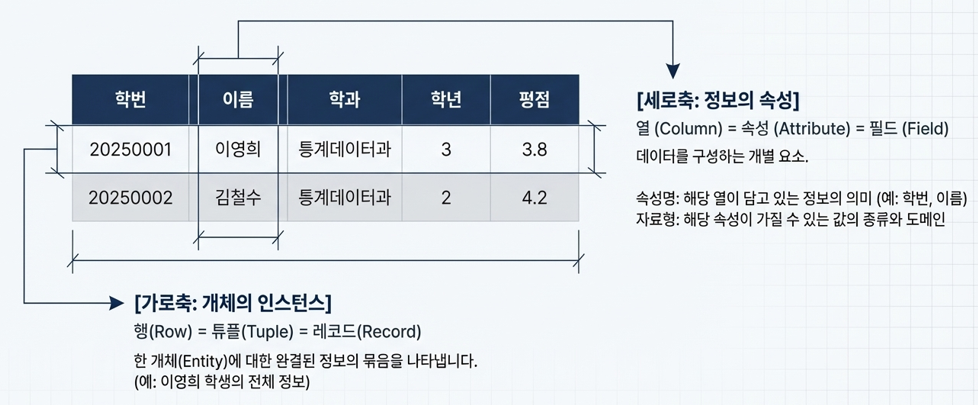 학번 이름 학과 학년 평점
20250001 이영희 통계데이터과 3 3.8
20250002 김철수 통계데이터과 2 4.2
[세로축: 정보의 속성]
열 (Column) = 속성 (Attribute) = 필드 (Field)
데이터를 구성하는 개별 요소.
속성명: 해당 열이 담고 있는 정보의 의미 (예: 학번, 이름)
자료형: 해당 속성이 가질 수 있는 값의 종류와 도메인
[가로축: 개체의 인스턴스]
행(Row) = 튜플(Tuple) = 레코드(Record)
한 개체(Entity)에 대한 완결된 정보의 묶음을 나타냅니다.
(예: 이영희 학생의 전체 정보)